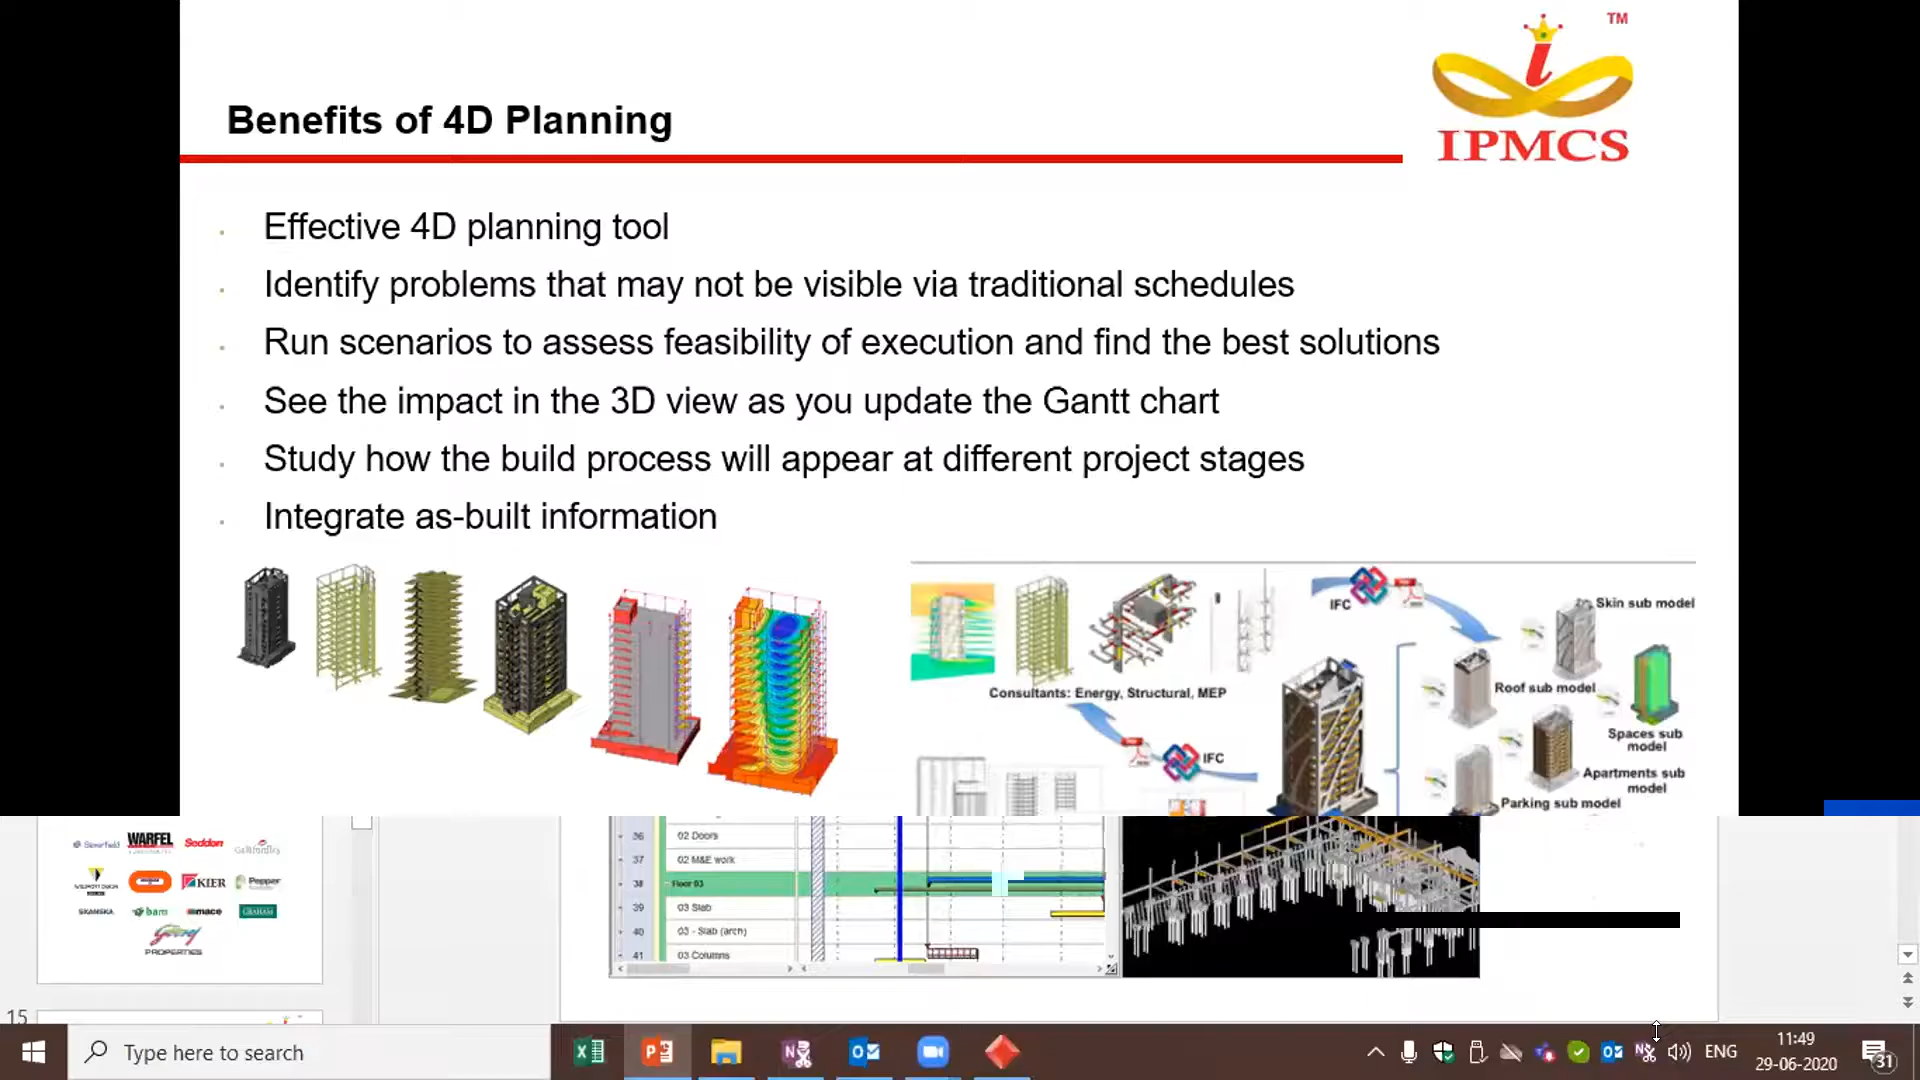 TM
IPMCS
Benefits of 4D Planning
Effective 4D planning tool
Identify problems that may not be visible via traditional schedules
Run scenarios to assess feasibility of execution and find the best solutions
See the impact in the 3D view as you update the Gantt chart
Study how the build process will appear at different project stages
Integrate as-built information
IFC
Skin sub model
Consultants: Energy, Structural, MEP
Roof sub model
Spaces sub
model
IFC
Apartments sub
model
Parking sub model
WARFEL
Seddon
KIER
Pepper
SKANSKA
bam
mace
GRAHAM
Godrej
PROPERTIES
36 02 Doors
37 02 M&E work
38 Floor 03
39 03 Slab
40 03 - Slab (arch)
41 03 Columns
15
Type here to search
ENG
11:49
29-06-2020
31